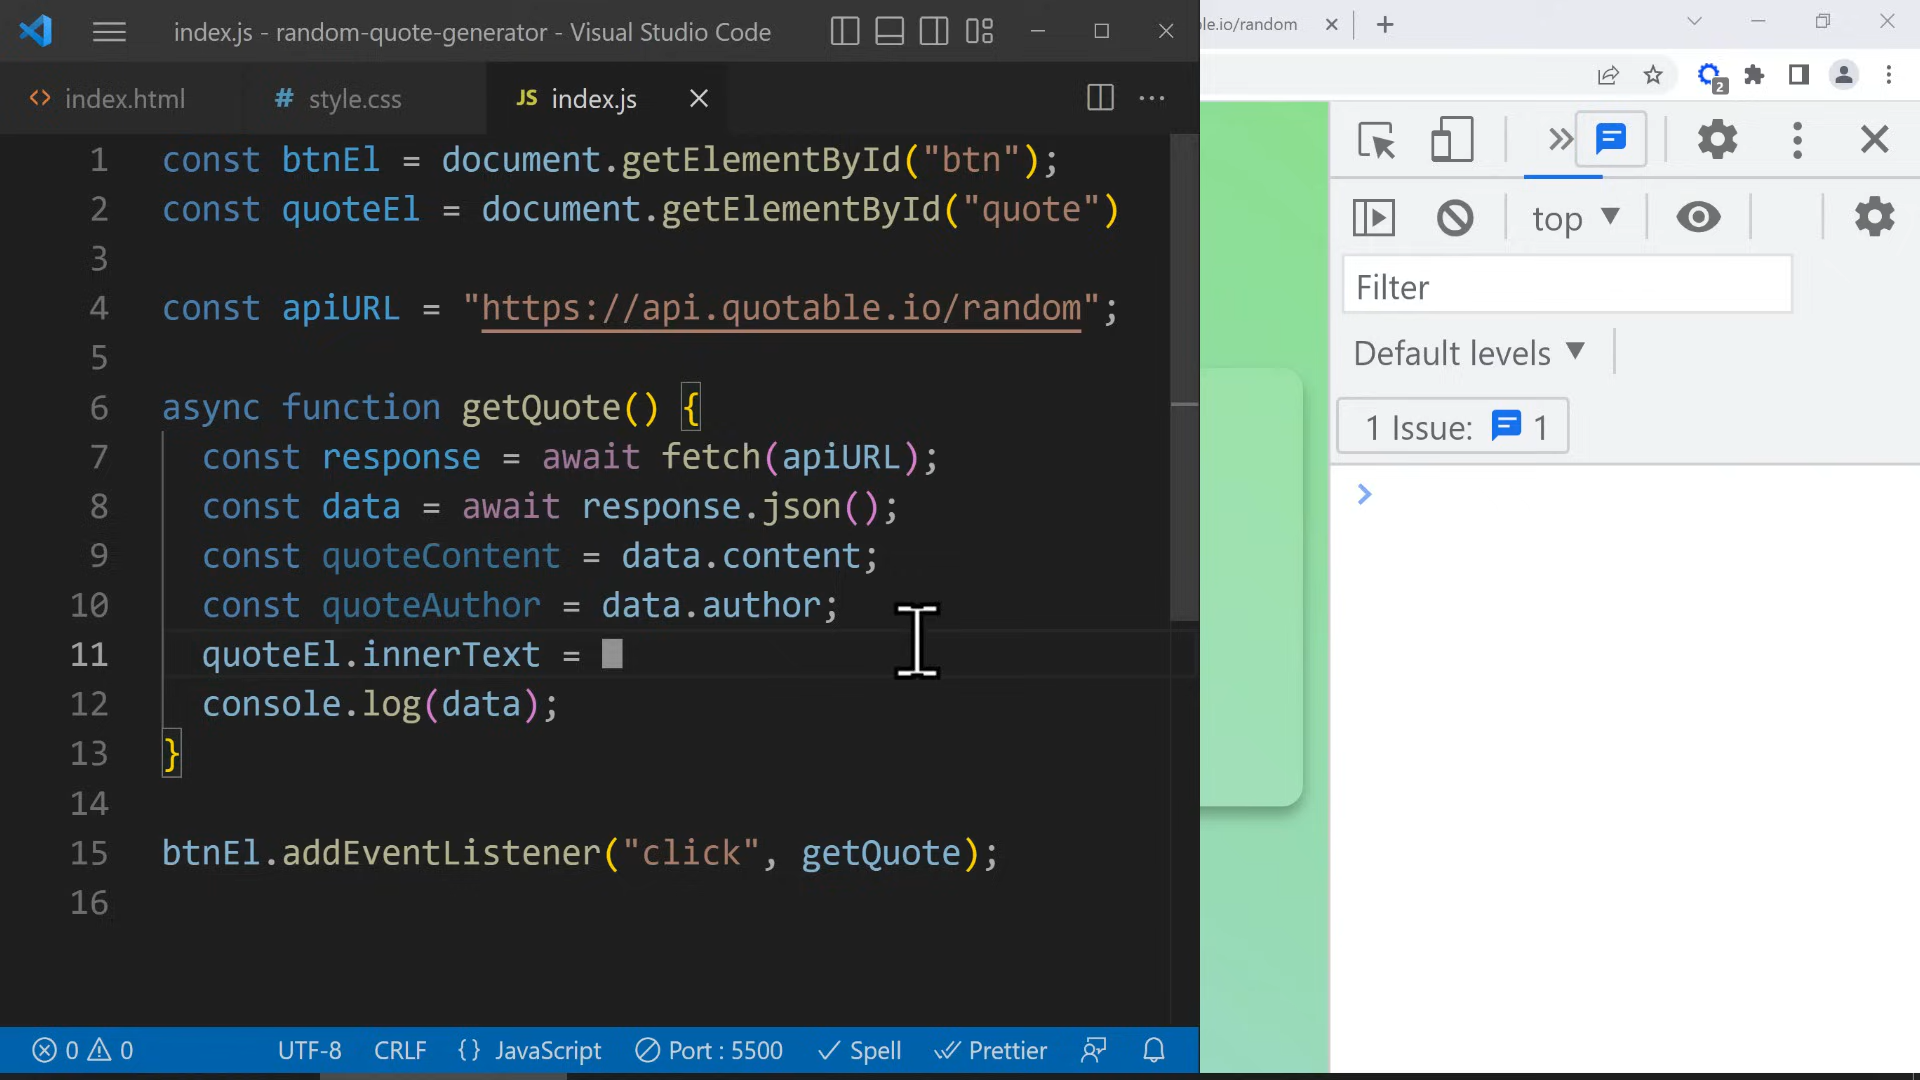 index.js - random-quote-generator - Visual Studio Code
ble.io/random
2
index.html
# style.css
JS index.js
1 const btnEl = document.getElementById("btn");
2 const quoteEl = document.getElementById("quote")
3
4 const apiURL = "https://api.quotable.io/random";
5
6 async function getQuote() {
7 const response = await fetch(apiURL);
8 const data = await response.json();
9 const quoteContent = data.content;
10 const quoteAuthor = data.author;
11 quoteEl.innerText =
12 console.log(data);
13 }
14
15 btnEl.addEventListener("click", getQuote);
16
top
Filter
Default levels
1 Issue: 1
0 0 UTF-8 CRLF {} JavaScript Port : 5500 Spell Prettier